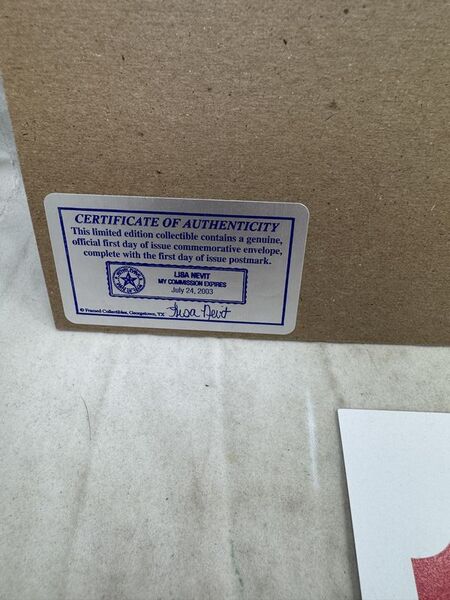 CERTIFICATE OF AUTHENTICITY
This limited edition collectible contains a genuine,
official first day of issue commemorative envelope,
complete with the first day of issue postmark.
LISA NEVIT
MY COMMISSION EXPIRES
July 24, 2003
© Framed Collectibles, Georgetown, TX
Lisa Nevit